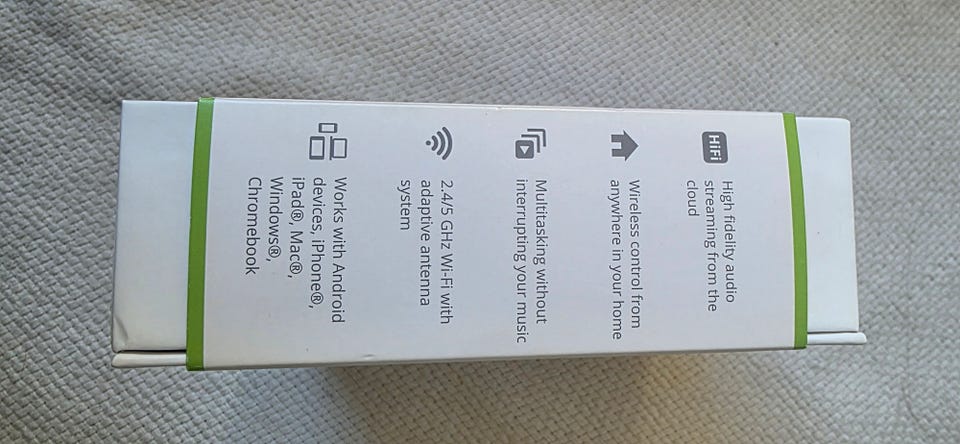 HiFi
High fidelity audio
streaming from the
cloud
Wireless control from
anywhere in your home
Multitasking without
interrupting your music
2.4/5 GHz Wi-Fi with
adaptive antenna
system
Works with Android
devices, iPhone®,
iPad®, Mac®,
Windows®,
Chromebook